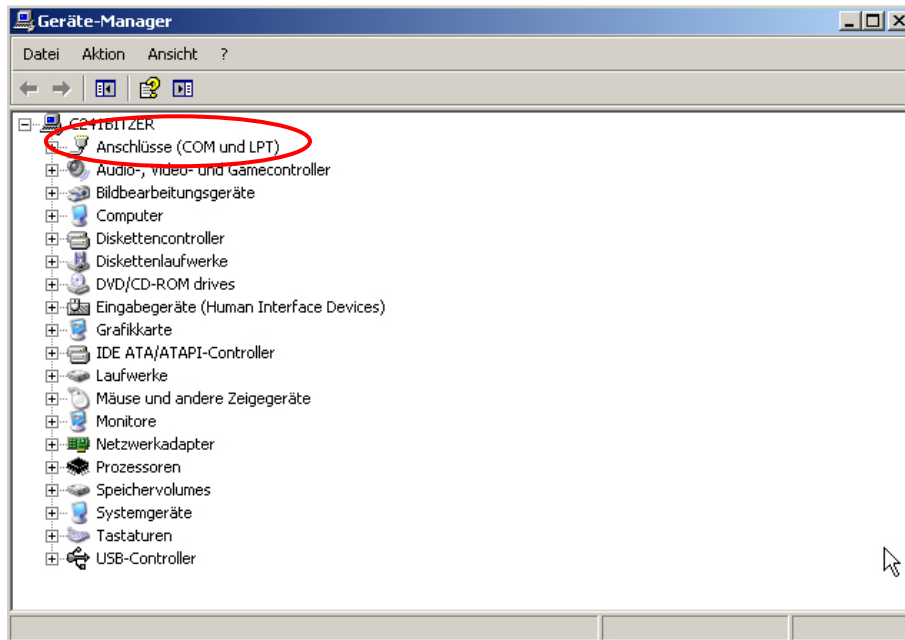 Geräte-Manager
Datei Aktion Ansicht ?
C241BITZER
Anschlüsse (COM und LPT)
Audio-, Video- und Gamecontroller
Bildbearbeitungsgeräte
Computer
Diskettencontroller
Diskettenlaufwerke
DVD/CD-ROM drives
Eingabegeräte (Human Interface Devices)
Grafikkarte
IDE ATA/ATAPI-Controller
Laufwerke
Mäuse und andere Zeigegeräte
Monitore
Netzwerkadapter
Prozessoren
Speichervolumes
Systemgeräte
Tastaturen
USB-Controller